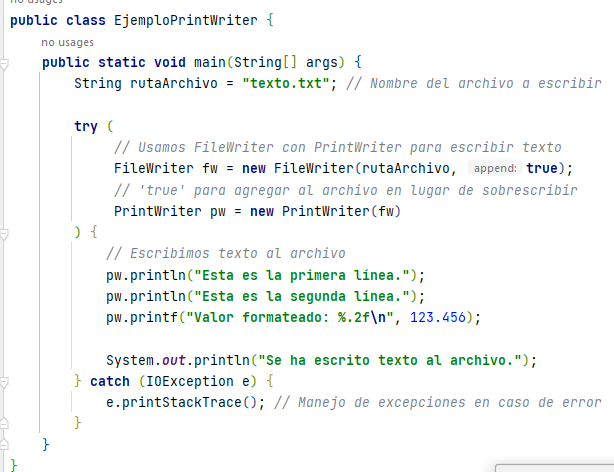 no usages
public class EjemploPrintWriter {
no usages
public static void main(String[] args) {
String rutaArchivo = "texto.txt"; // Nombre del archivo a escribir
try (
// Usamos FileWriter con PrintWriter para escribir texto
FileWriter fw = new FileWriter(rutaArchivo, append: true);
// 'true' para agregar al archivo en lugar de sobrescribir
PrintWriter pw = new PrintWriter(fw)
) {
// Escribimos texto al archivo
pw.println("Esta es la primera línea.");
pw.println("Esta es la segunda línea.");
pw.printf("Valor formateado: %.2f\n", 123.456);
System.out.println("Se ha escrito texto al archivo.");
} catch (IOException e) {
e.printStackTrace(); // Manejo de excepciones en caso de error
}
}
}